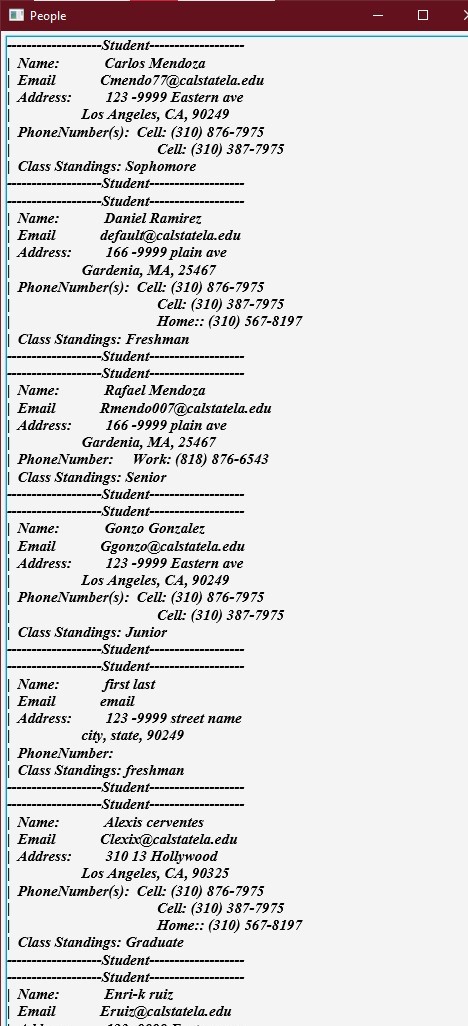 People
--------------------Student--------------------
| Name: Carlos Mendoza
| Email Cmendo77@calstatela.edu
| Address: 123 -9999 Eastern ave
| Los Angeles, CA, 90249
| PhoneNumber(s): Cell: (310) 876-7975
| Cell: (310) 387-7975
| Class Standings: Sophomore
--------------------Student--------------------
--------------------Student--------------------
| Name: Daniel Ramirez
| Email default@calstatela.edu
| Address: 166 -9999 plain ave
| Gardenia, MA, 25467
| PhoneNumber(s): Cell: (310) 876-7975
| Cell: (310) 387-7975
| Home:: (310) 567-8197
| Class Standings: Freshman
--------------------Student--------------------
--------------------Student--------------------
| Name: Rafael Mendoza
| Email Rmendo007@calstatela.edu
| Address: 166 -9999 plain ave
| Gardenia, MA, 25467
| PhoneNumber: Work: (818) 876-6543
| Class Standings: Senior
--------------------Student--------------------
--------------------Student--------------------
| Name: Gonzo Gonzalez
| Email Ggonzo@calstatela.edu
| Address: 123 -9999 Eastern ave
| Los Angeles, CA, 90249
| PhoneNumber(s): Cell: (310) 876-7975
| Cell: (310) 387-7975
| Class Standings: Junior
--------------------Student--------------------
--------------------Student--------------------
| Name: first last
| Email email
| Address: 123 -9999 street name
| city, state, 90249
| PhoneNumber:
| Class Standings: freshman
--------------------Student--------------------
--------------------Student--------------------
| Name: Alexis cerventes
| Email Clexix@calstatela.edu
| Address: 310 13 Hollywood
| Los Angeles, CA, 90325
| PhoneNumber(s): Cell: (310) 876-7975
| Cell: (310) 387-7975
| Home:: (310) 567-8197
| Class Standings: Graduate
--------------------Student--------------------
--------------------Student--------------------
| Name: Enri-k ruiz
| Email Eruiz@calstatela.edu